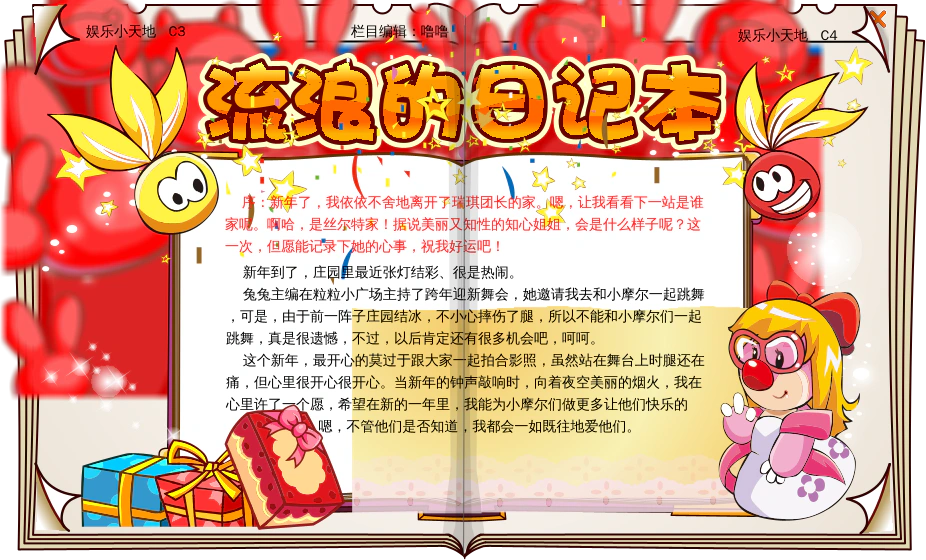 娱乐小天地 C3
栏目编辑：噜噜
娱乐小天地 C4
流浪的日记本
序：新年了，我依依不舍地离开了瑞琪团长的家。嗯，让我看看下一站是谁
家呢。啊哈，是丝尔特家！据说美丽又知性的知心姐姐，会是什么样子呢？这
一次，但愿能记录下她的心事，祝我好运吧！
新年到了，庄园里最近张灯结彩、很是热闹。
兔兔主编在粒粒小广场主持了跨年迎新舞会，她邀请我去和小摩尔一起跳舞
，可是，由于前一阵子庄园结冰，不小心摔伤了腿，所以不能和小摩尔们一起
跳舞，真是很遗憾，不过，以后肯定还有很多机会吧，呵呵。
这个新年，最开心的莫过于跟大家一起拍合影照，虽然站在舞台上时腿还在
痛，但心里很开心很开心。当新年的钟声敲响时，向着夜空美丽的烟火，我在
心里许了一个愿，希望在新的一年里，我能为小摩尔们做更多让他们快乐的
嗯，不管他们是否知道，我都会一如既往地爱他们。